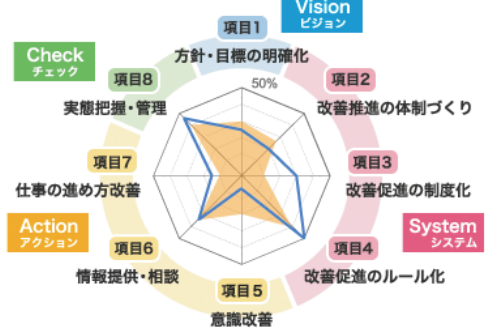 Vision
ビジョン
項目1
方針・目標の明確化
Check
チェック
項目8
実態把握・管理
50%
項目2
改善推進の体制づくり
項目7
仕事の進め方改善
項目3
改善促進の制度化
Action
アクション
System
システム
項目6
情報提供・相談
項目4
改善促進のルール化
項目5
意識改善